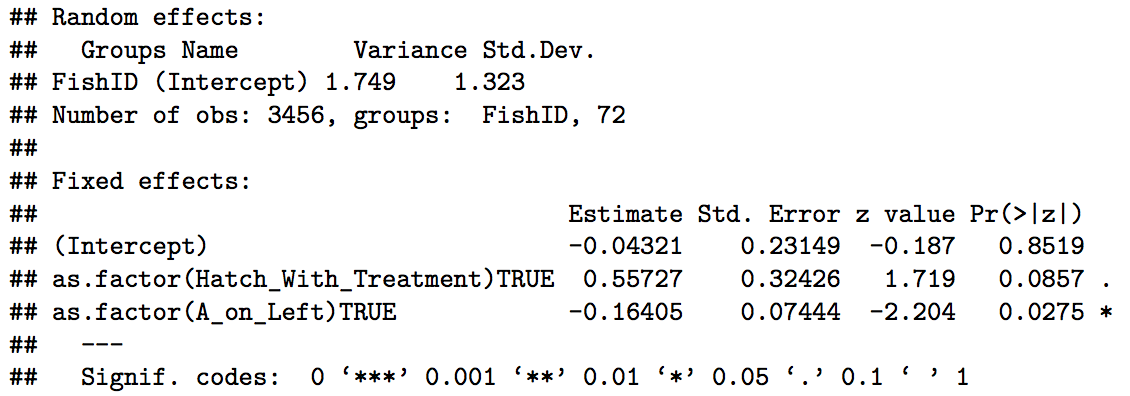 ## Random effects:
##   Groups Name        Variance Std.Dev.
## FishID (Intercept) 1.749    1.323
## Number of obs: 3456, groups:  FishID, 72
##
## Fixed effects:
##                                     Estimate Std. Error z value Pr(>|z|)
## (Intercept)                         -0.04321    0.23149  -0.187   0.8519
## as.factor(Hatch_With_Treatment)TRUE  0.55727    0.32426   1.719   0.0857 .
## as.factor(A_on_Left)TRUE            -0.16405    0.07444  -2.204   0.0275 *
##   ---
##   Signif. codes:  0 ‘***’ 0.001 ‘**’ 0.01 ‘*’ 0.05 ‘.’ 0.1 ‘ ’ 1